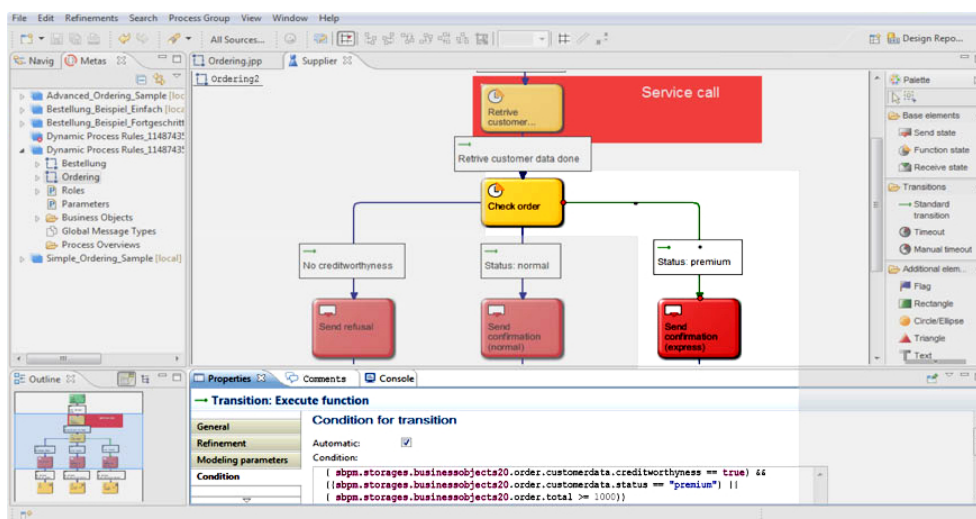 File Edit Refinements Search Process Group View Window Help
All Sources... Design Repo...
Navig Metas
Ordering.jpp Supplier
Ordering2
Advanced_Ordering_Sample [loc
Bestellung_Beispiel_Einfach [loca
Bestellung_Beispiel_Fortgeschritt
Dynamic Process Rules_11487435
Dynamic Process Rules_11487435
Bestellung
Ordering
Roles
Parameters
Business Objects
Global Message Types
Process Overviews
Simple_Ordering_Sample [local]
Service call
Retrive
customer...
Retrive customer data done
Check order
No creditworthyness
Status: normal
Status: premium
Send refusal
Send
confirmation
(normal)
Send
confirmation
(express)
Palette
Base elements
Send state
Function state
Receive state
Transitions
Standard
transition
Timeout
Manual timeout
Additional elem...
Flag
Rectangle
Circle/Ellipse
Triangle
Text
Outline
Properties Comments Console
Transition: Execute function
General
Refinement
Modeling parameters
Condition
Condition for transition
Automatic:
Condition:
( sbpm.storages.businessobjects20.order.customerdata.creditworthyness == true) &&
((sbpm.storages.businessobjects20.order.customerdata.status == "premium") ||
( sbpm.storages.businessobjects20.order.total >= 1000))